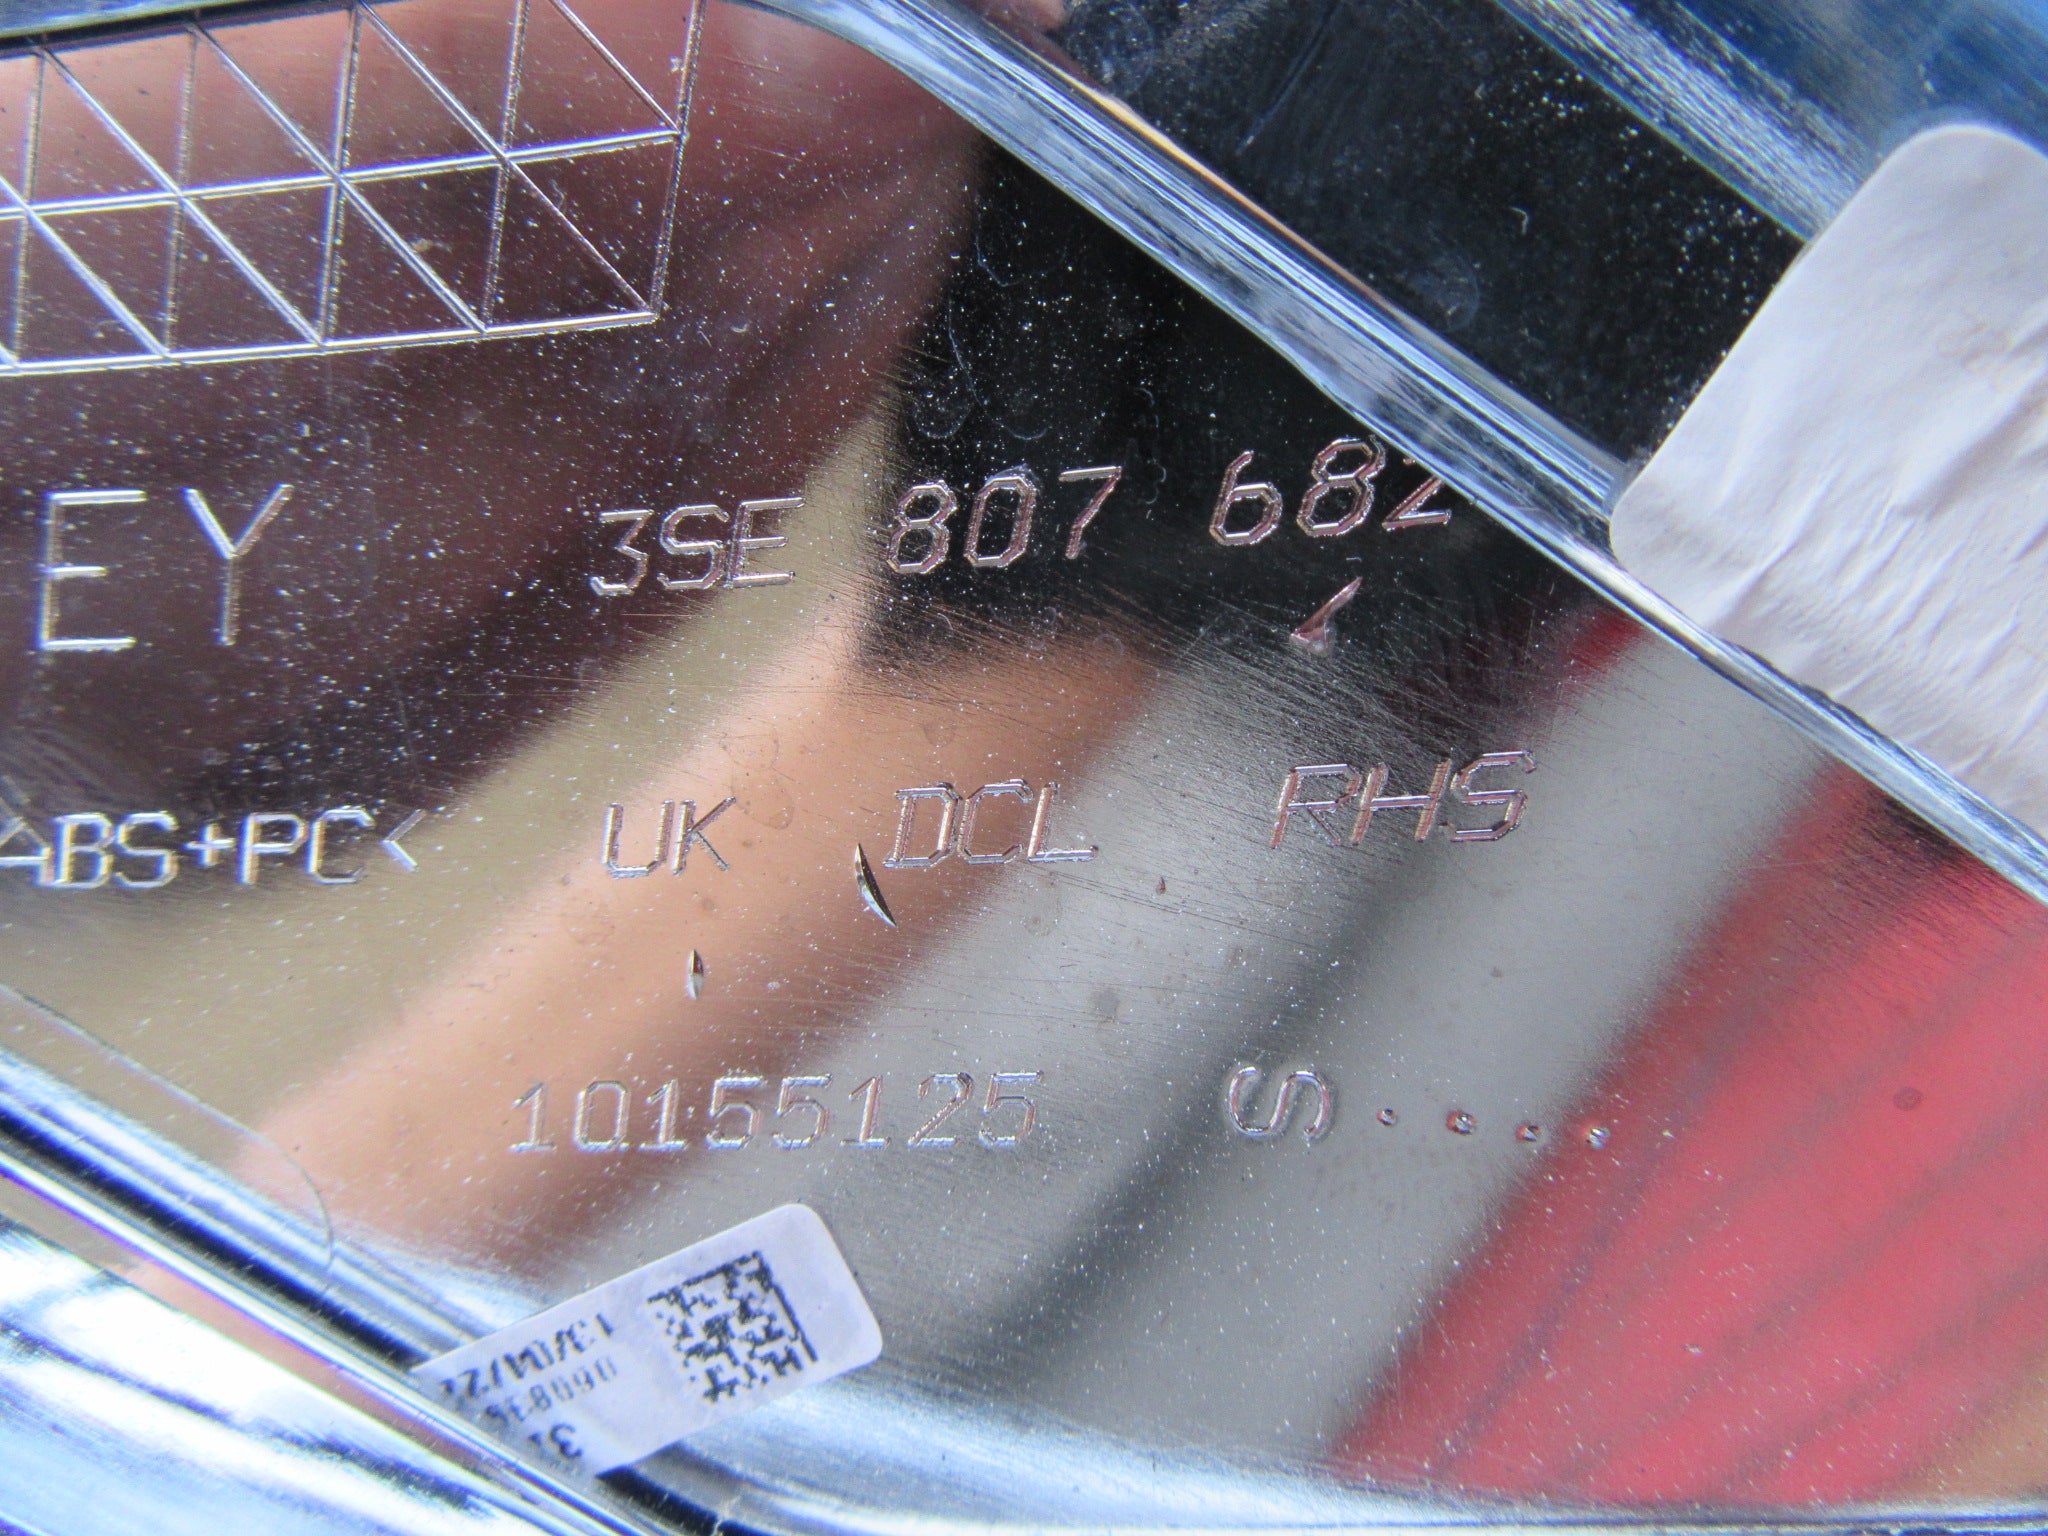 EY 3SE 807 682
ABS+PC< UK DCL RHS
10155125 S....